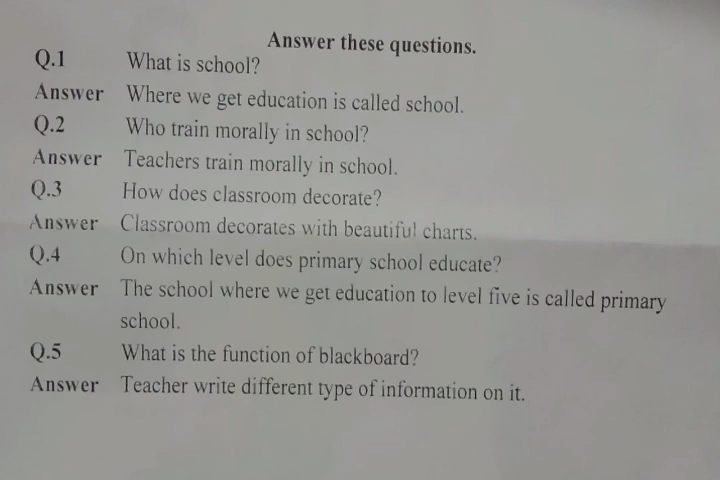 Answer these questions.
Q.1 What is school?
Answer Where we get education is called school.
Q.2 Who train morally in school?
Answer Teachers train morally in school.
Q.3 How does classroom decorate?
Answer Classroom decorates with beautiful charts.
Q.4 On which level does primary school educate?
Answer The school where we get education to level five is called primary
school.
Q.5 What is the function of blackboard?
Answer Teacher write different type of information on it.